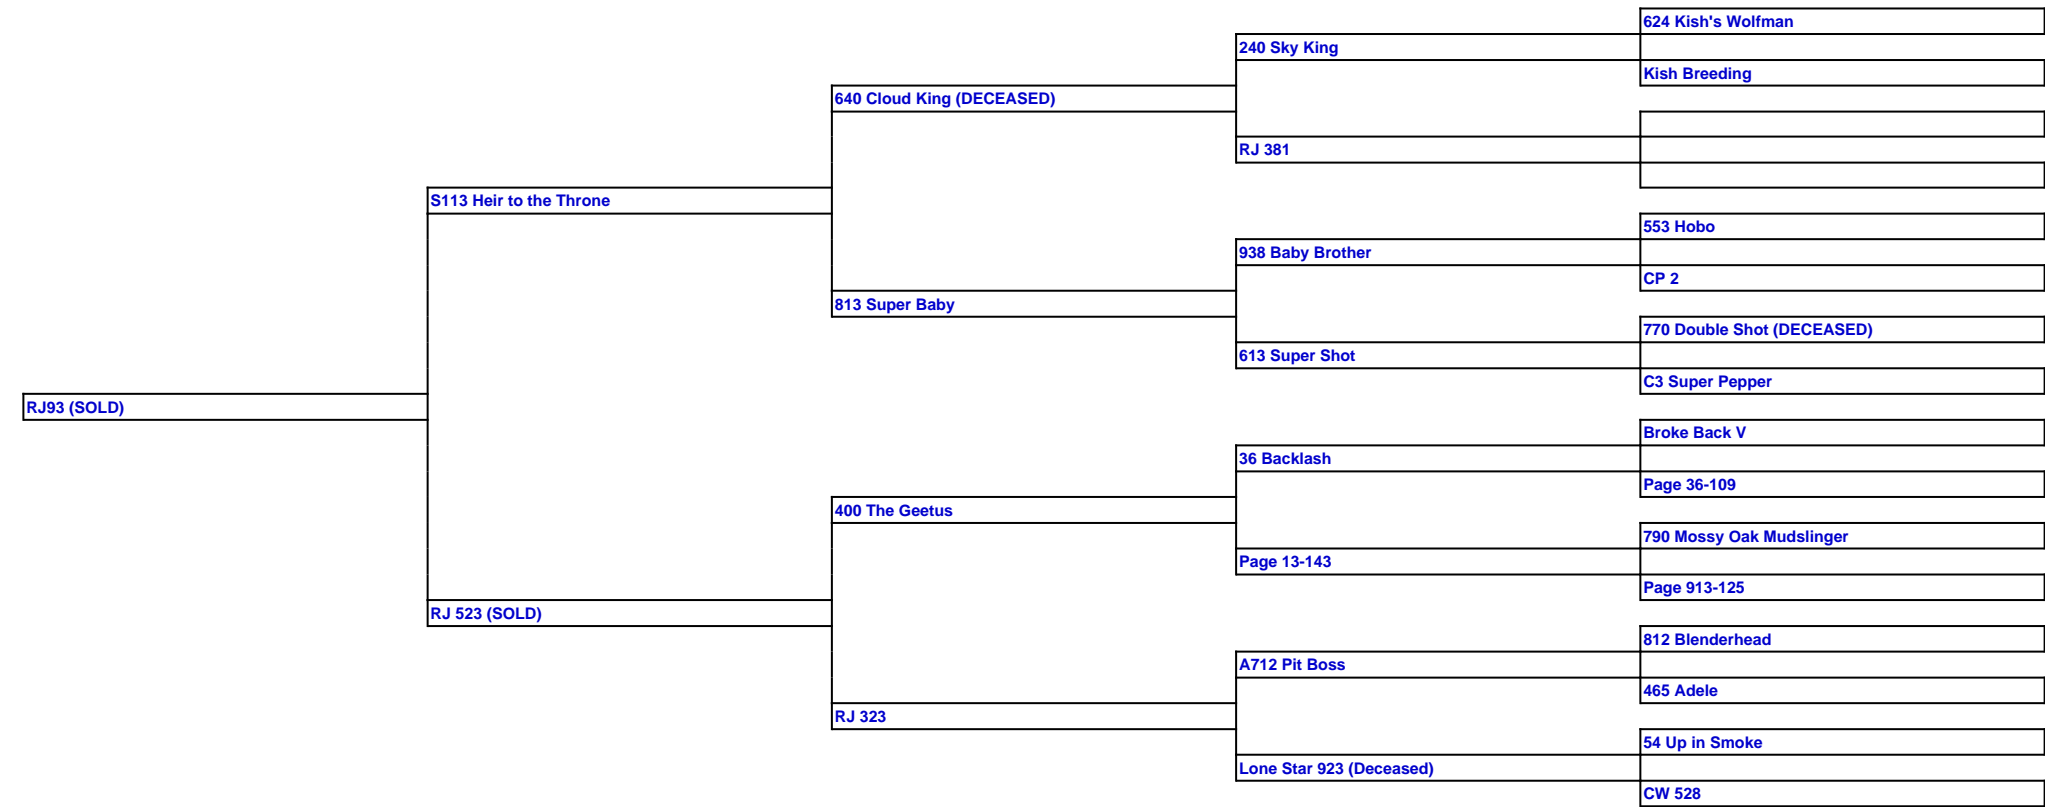 624 Kish's Wolfman
240 Sky King
Kish Breeding
640 Cloud King (DECEASED)
RJ 381
S113 Heir to the Throne
553 Hobo
938 Baby Brother
CP 2
813 Super Baby
770 Double Shot (DECEASED)
613 Super Shot
C3 Super Pepper
RJ93 (SOLD)
Broke Back V
36 Backlash
Page 36-109
400 The Geetus
790 Mossy Oak Mudslinger
Page 13-143
Page 913-125
RJ 523 (SOLD)
812 Blenderhead
A712 Pit Boss
465 Adele
RJ 323
54 Up in Smoke
Lone Star 923 (Deceased)
CW 528